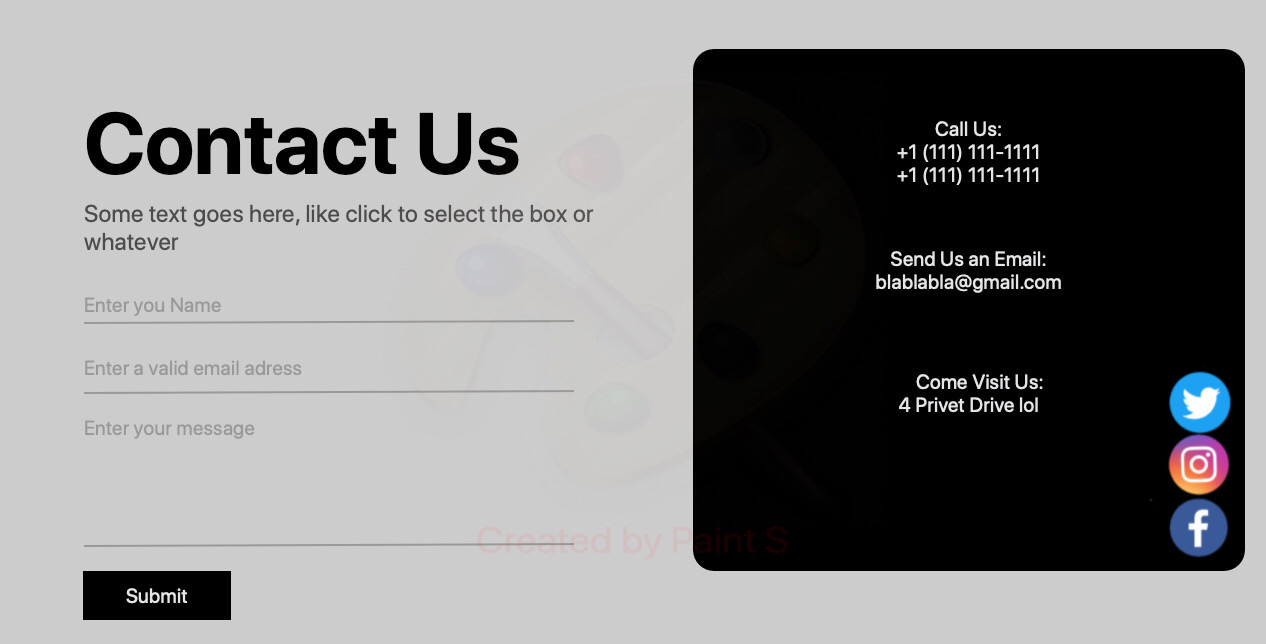 Contact Us
Some text goes here, like click to select the box or
whatever
Enter you Name
Enter a valid email adress
Enter your message
Submit
Call Us:
+1 (111) 111-1111
+1 (111) 111-1111
Send Us an Email:
blablabla@gmail.com
Come Visit Us:
4 Privet Drive lol
Created by Paint S